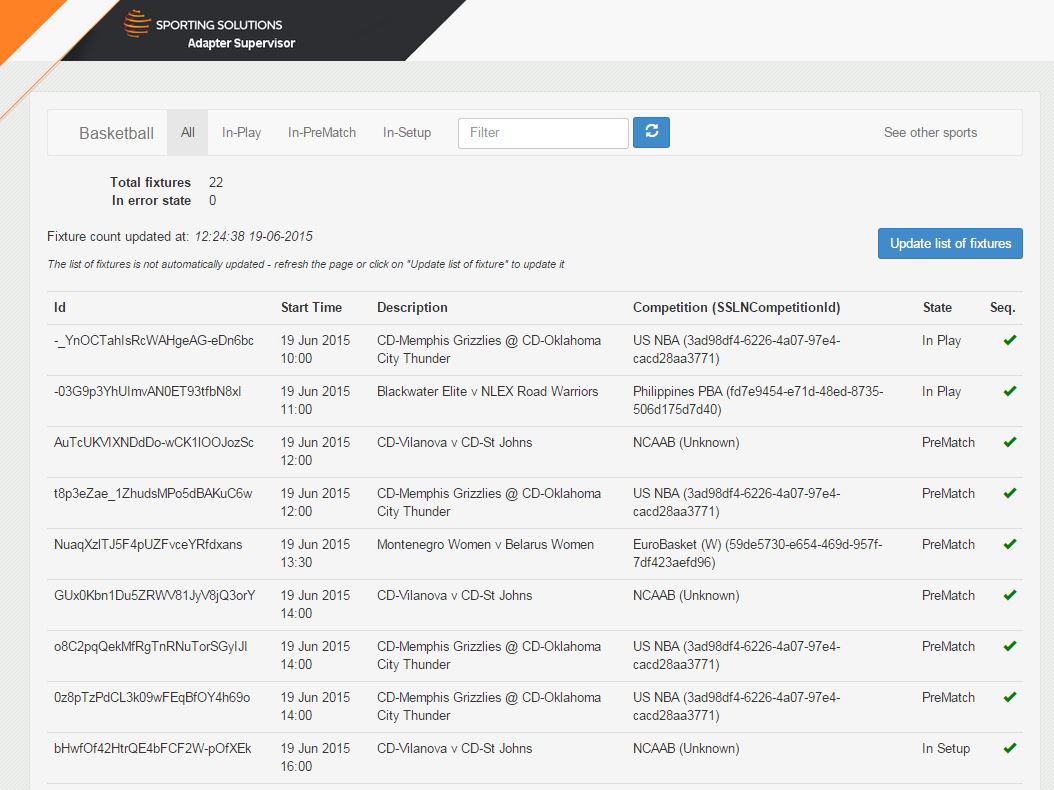 SPORTING SOLUTIONS
Adapter Supervisor
Basketball All In-Play In-PreMatch In-Setup Filter See other sports
Total fixtures 22
In error state 0
Fixture count updated at: 12:24:38 19-06-2015
Update list of fixtures
The list of fixtures is not automatically updated - refresh the page or click on "Update list of fixture" to update it
Id Start Time Description Competition (SSLNCompetitionId) State Seq.
-_YnOCTahIsRcWAHgeAG-eDn6bc 19 Jun 2015 CD-Memphis Grizzlies @ CD-Oklahoma US NBA (3ad98df4-6226-4a07-97e4- In Play
10:00 City Thunder cacd28aa3771)
-03G9p3YhUImvAN0ET93tfbN8xI 19 Jun 2015 Blackwater Elite v NLEX Road Warriors Philippines PBA (fd7e9454-e71d-48ed-8735- In Play
11:00 506d175d7d40)
AuTcUKVIXNDdDo-wCK1IOOJozSc 19 Jun 2015 CD-Vilanova v CD-St Johns NCAAB (Unknown) PreMatch
12:00
t8p3eZae_1ZhudsMPo5dBAKuC6w 19 Jun 2015 CD-Memphis Grizzlies @ CD-Oklahoma US NBA (3ad98df4-6226-4a07-97e4- PreMatch
12:00 City Thunder cacd28aa3771)
NuaqXzITJ5F4pUZFvceYRfdxans 19 Jun 2015 Montenegro Women v Belarus Women EuroBasket (W) (59de5730-e654-469d-957f- PreMatch
13:30 7df423aefd96)
GUx0Kbn1Du5ZRWV81JyV8jQ3orY 19 Jun 2015 CD-Vilanova v CD-St Johns NCAAB (Unknown) PreMatch
14:00
o8C2pqQekMfRgTnRNuTorSGyIJI 19 Jun 2015 CD-Memphis Grizzlies @ CD-Oklahoma US NBA (3ad98df4-6226-4a07-97e4- PreMatch
14:00 City Thunder cacd28aa3771)
0z8pTzPdCL3k09wFEqBfOY4h69o 19 Jun 2015 CD-Memphis Grizzlies @ CD-Oklahoma US NBA (3ad98df4-6226-4a07-97e4- PreMatch
14:00 City Thunder cacd28aa3771)
bHwfOf42HtrQE4bFCF2W-pOfXEk 19 Jun 2015 CD-Vilanova v CD-St Johns NCAAB (Unknown) In Setup
16:00